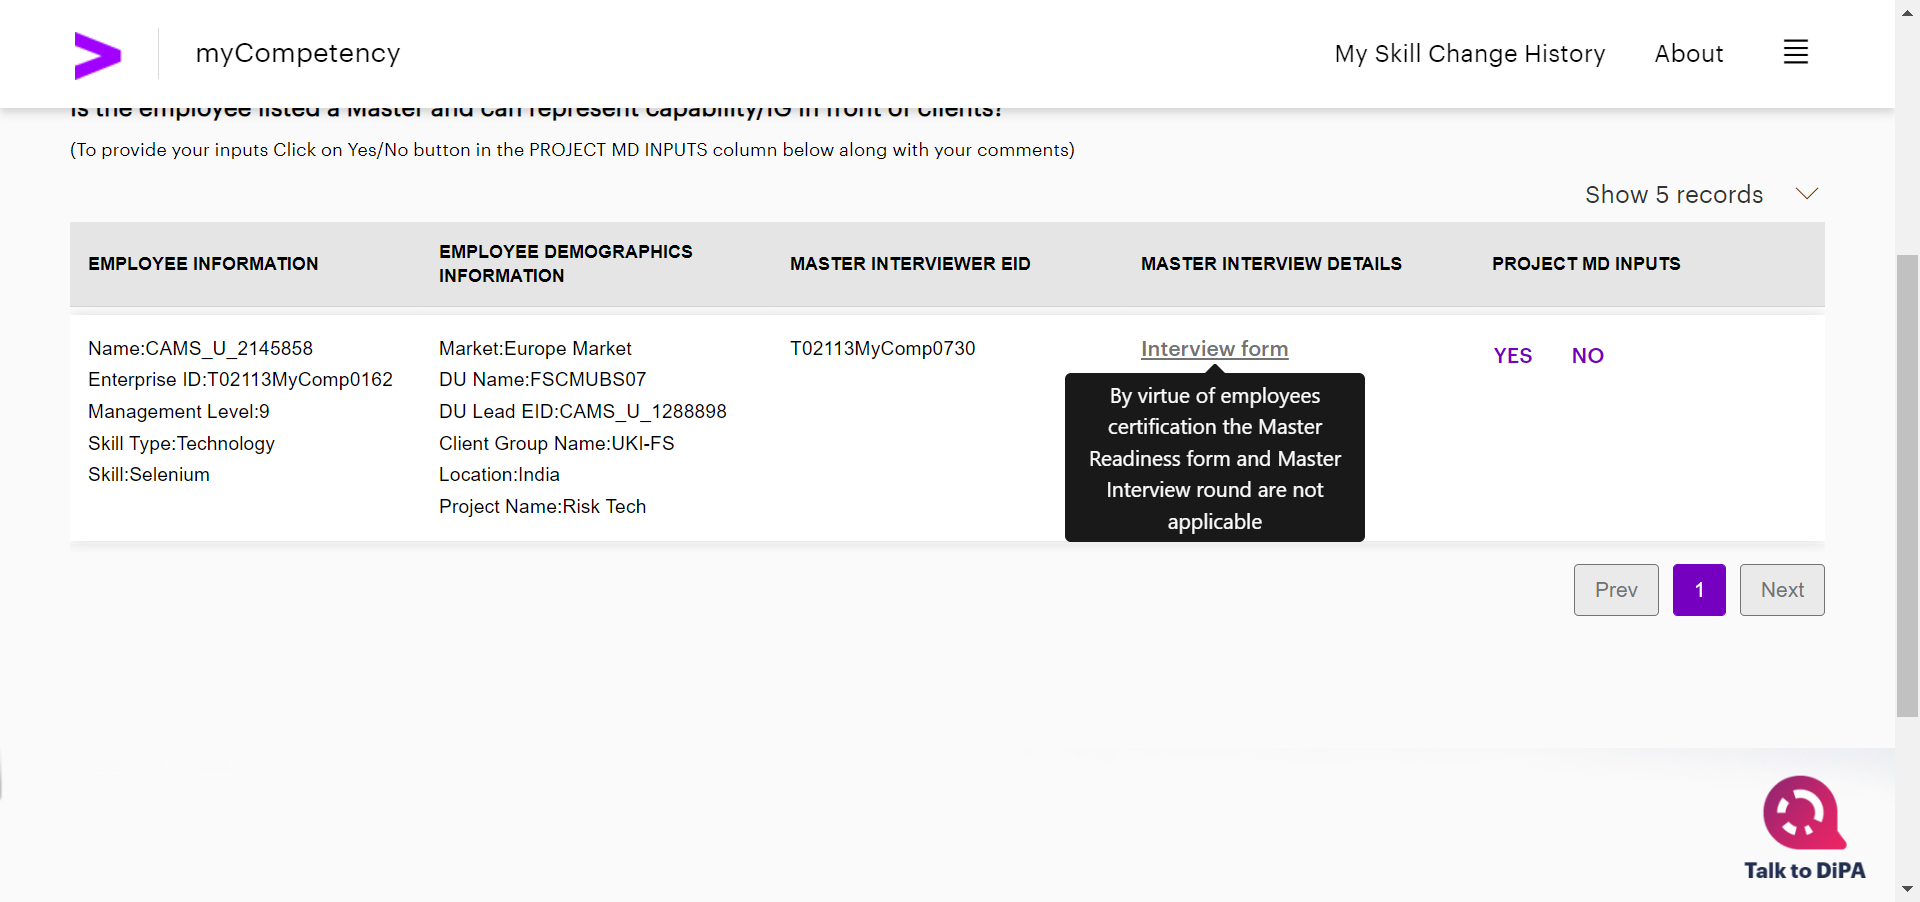 myCompetency
My Skill Change History
About
Is the employee listed a Master and can represent capability/IG in front of clients?
(To provide your inputs Click on Yes/No button in the PROJECT MD INPUTS column below along with your comments)
Show 5 records
EMPLOYEE INFORMATION
EMPLOYEE DEMOGRAPHICS
INFORMATION
MASTER INTERVIEWER EID
MASTER INTERVIEW DETAILS
PROJECT MD INPUTS
Name:CAMS_U_2145858
Enterprise ID:T02113MyComp0162
Management Level:9
Skill Type:Technology
Skill:Selenium
Market:Europe Market
DU Name:FSCMUBS07
DU Lead EID:CAMS_U_1288898
Client Group Name:UKI-FS
Location:India
Project Name:Risk Tech
T02113MyComp0730
Interview form
By virtue of employees
certification the Master
Readiness form and Master
Interview round are not
applicable
YES
NO
Prev
1
Next
Talk to DiPA